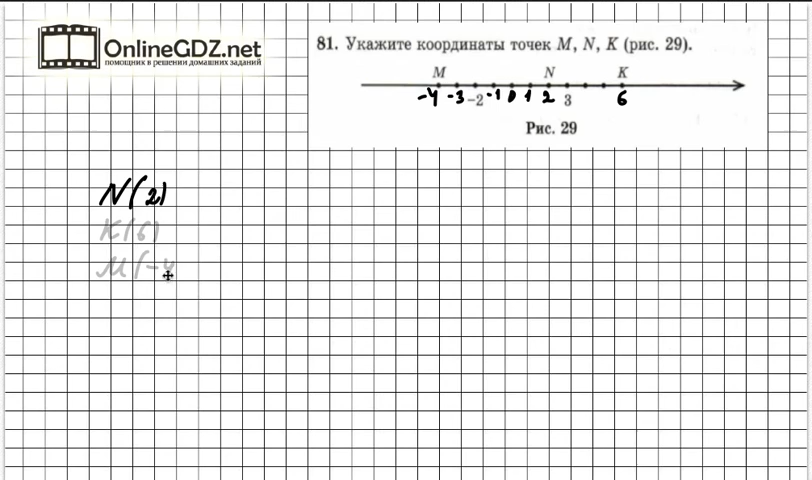 OnlineGDZ.net
помощник в решении домашних заданий
81. Укажите координаты точек M, N, K (рис. 29).
M N K
-4 -3 -2 -1 0 1 2 3 6
Рис. 29
N(2)
K(6)
M(-4